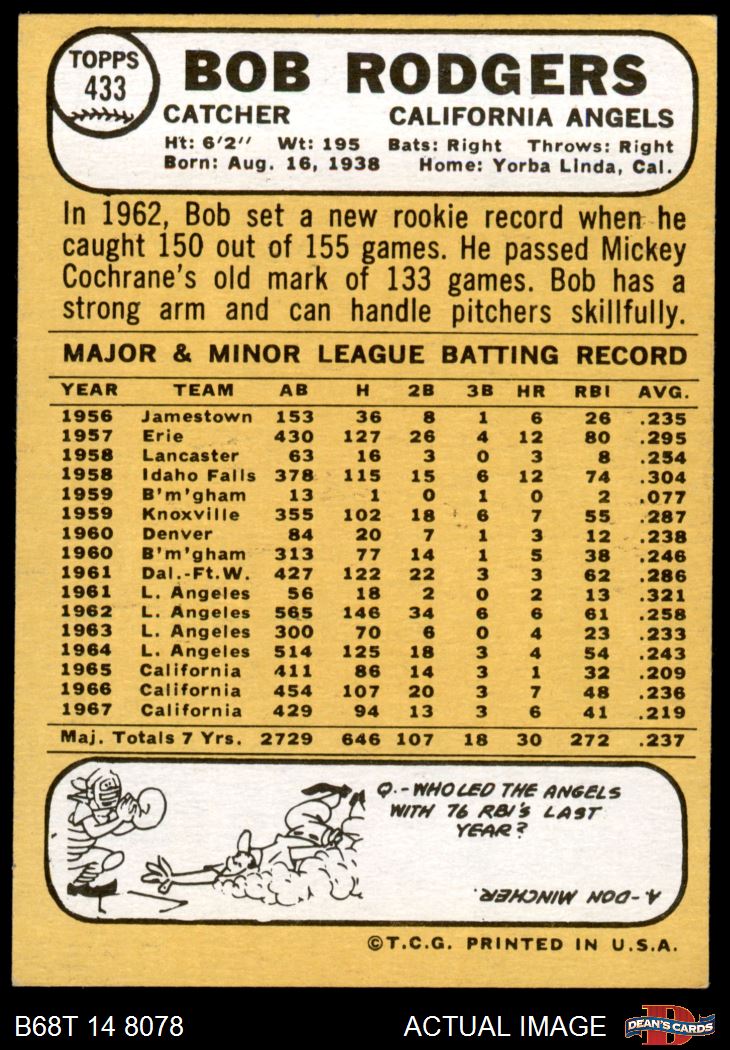 TOPPS
433
BOB RODGERS
CATCHER CALIFORNIA ANGELS
Ht: 6'2" Wt: 195 Bats: Right Throws: Right
Born: Aug. 16, 1938 Home: Yorba Linda, Cal.
In 1962, Bob set a new rookie record when he
caught 150 out of 155 games. He passed Mickey
Cochrane's old mark of 133 games. Bob has a
strong arm and can handle pitchers skillfully.
MAJOR & MINOR LEAGUE BATTING RECORD
YEAR TEAM AB H 2B 3B HR RBI AVG.
1956 Jamestown 153 36 8 1 6 26 .235
1957 Erie 430 127 26 4 12 80 .295
1958 Lancaster 63 16 3 0 3 8 .254
1958 Idaho Falls 378 115 15 6 12 74 .304
1959 B'm'gham 13 1 0 1 0 2 .077
1959 Knoxville 355 102 18 6 7 55 .287
1960 Denver 84 20 7 1 3 12 .238
1960 B'm'gham 313 77 14 1 5 38 .246
1961 Dal.-Ft.W. 427 122 22 3 3 62 .286
1961 L. Angeles 56 18 2 0 2 13 .321
1962 L. Angeles 565 146 34 6 6 61 .258
1963 L. Angeles 300 70 6 0 4 23 .233
1964 L. Angeles 514 125 18 3 4 54 .243
1965 California 411 86 14 3 1 32 .209
1966 California 454 107 20 3 7 48 .236
1967 California 429 94 13 3 6 41 .219
Maj. Totals 7 Yrs. 2729 646 107 18 30 272 .237
Q.-WHO LED THE ANGELS
WITH 76 RBI'S LAST
YEAR?
A-DON MINCHER.
©T.C.G. PRINTED IN U.S.A.
B68T 14 8078 ACTUAL IMAGE
D
DEAN'S CARDS